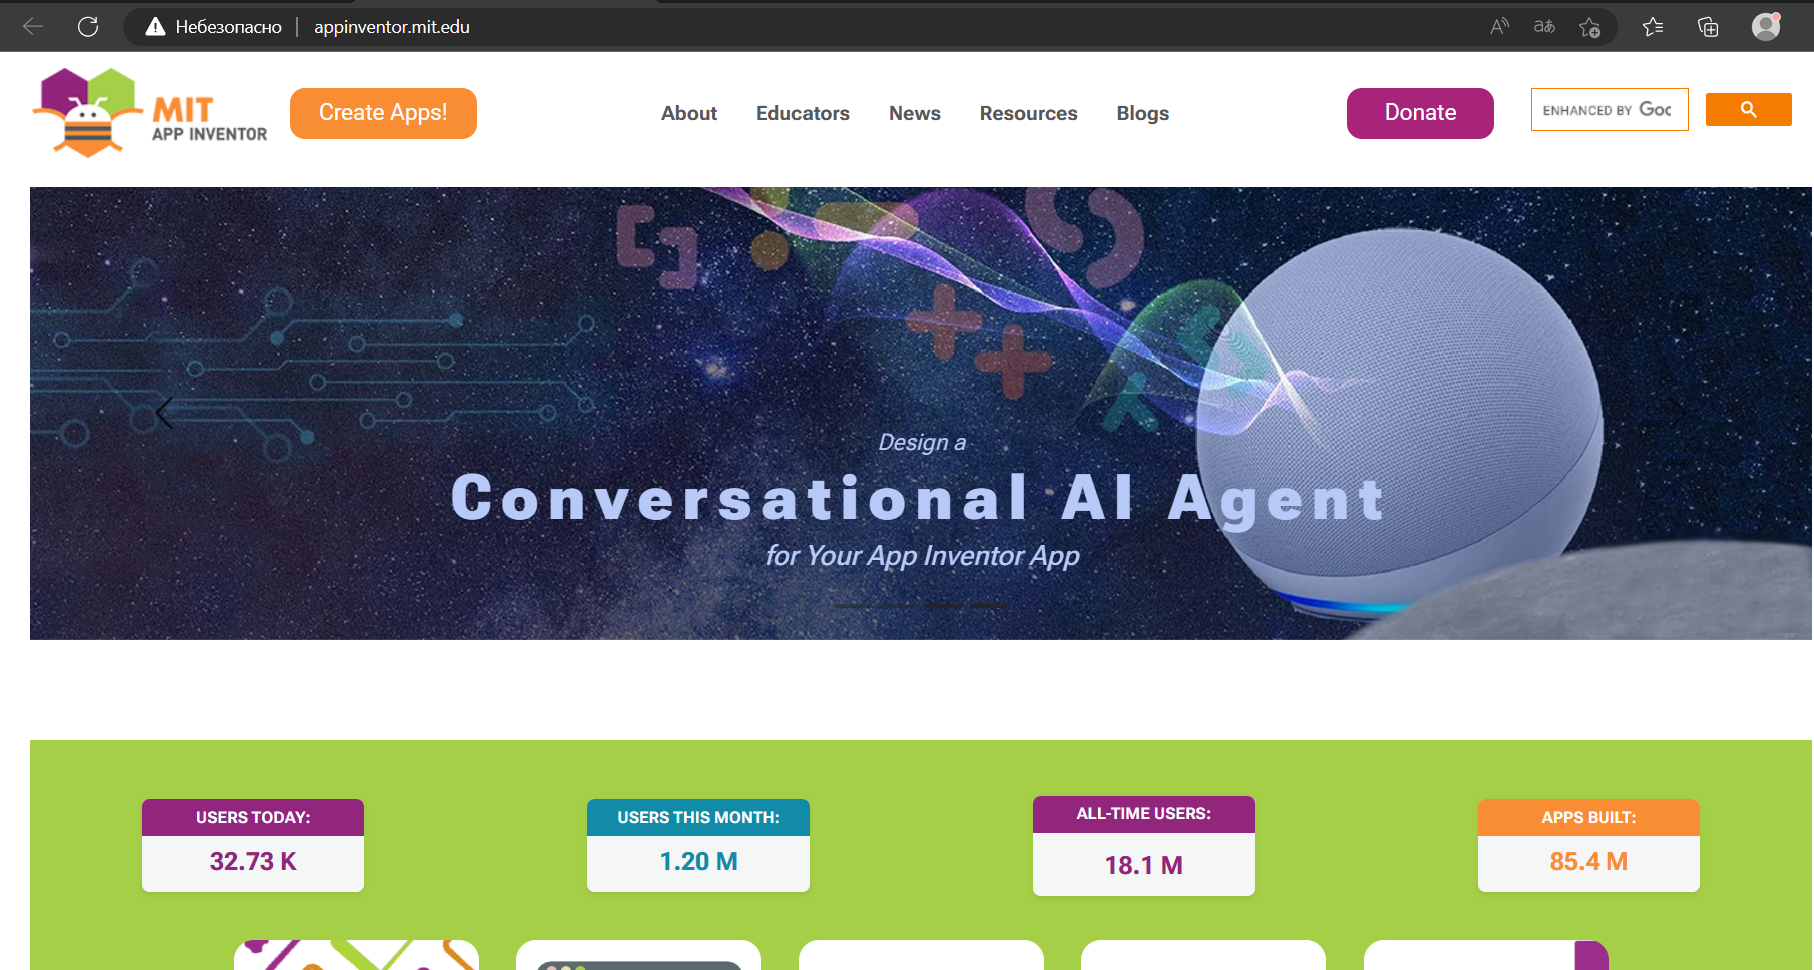 Небезопасно | appinventor.mit.edu
MIT
APP INVENTOR
Create Apps!
About
Educators
News
Resources
Blogs
Donate
ENHANCED BY Goo
Design a
Conversational AI Agent
for Your App Inventor App
USERS TODAY:
32.73 K
USERS THIS MONTH:
1.20 M
ALL-TIME USERS:
18.1 M
APPS BUILT:
85.4 M